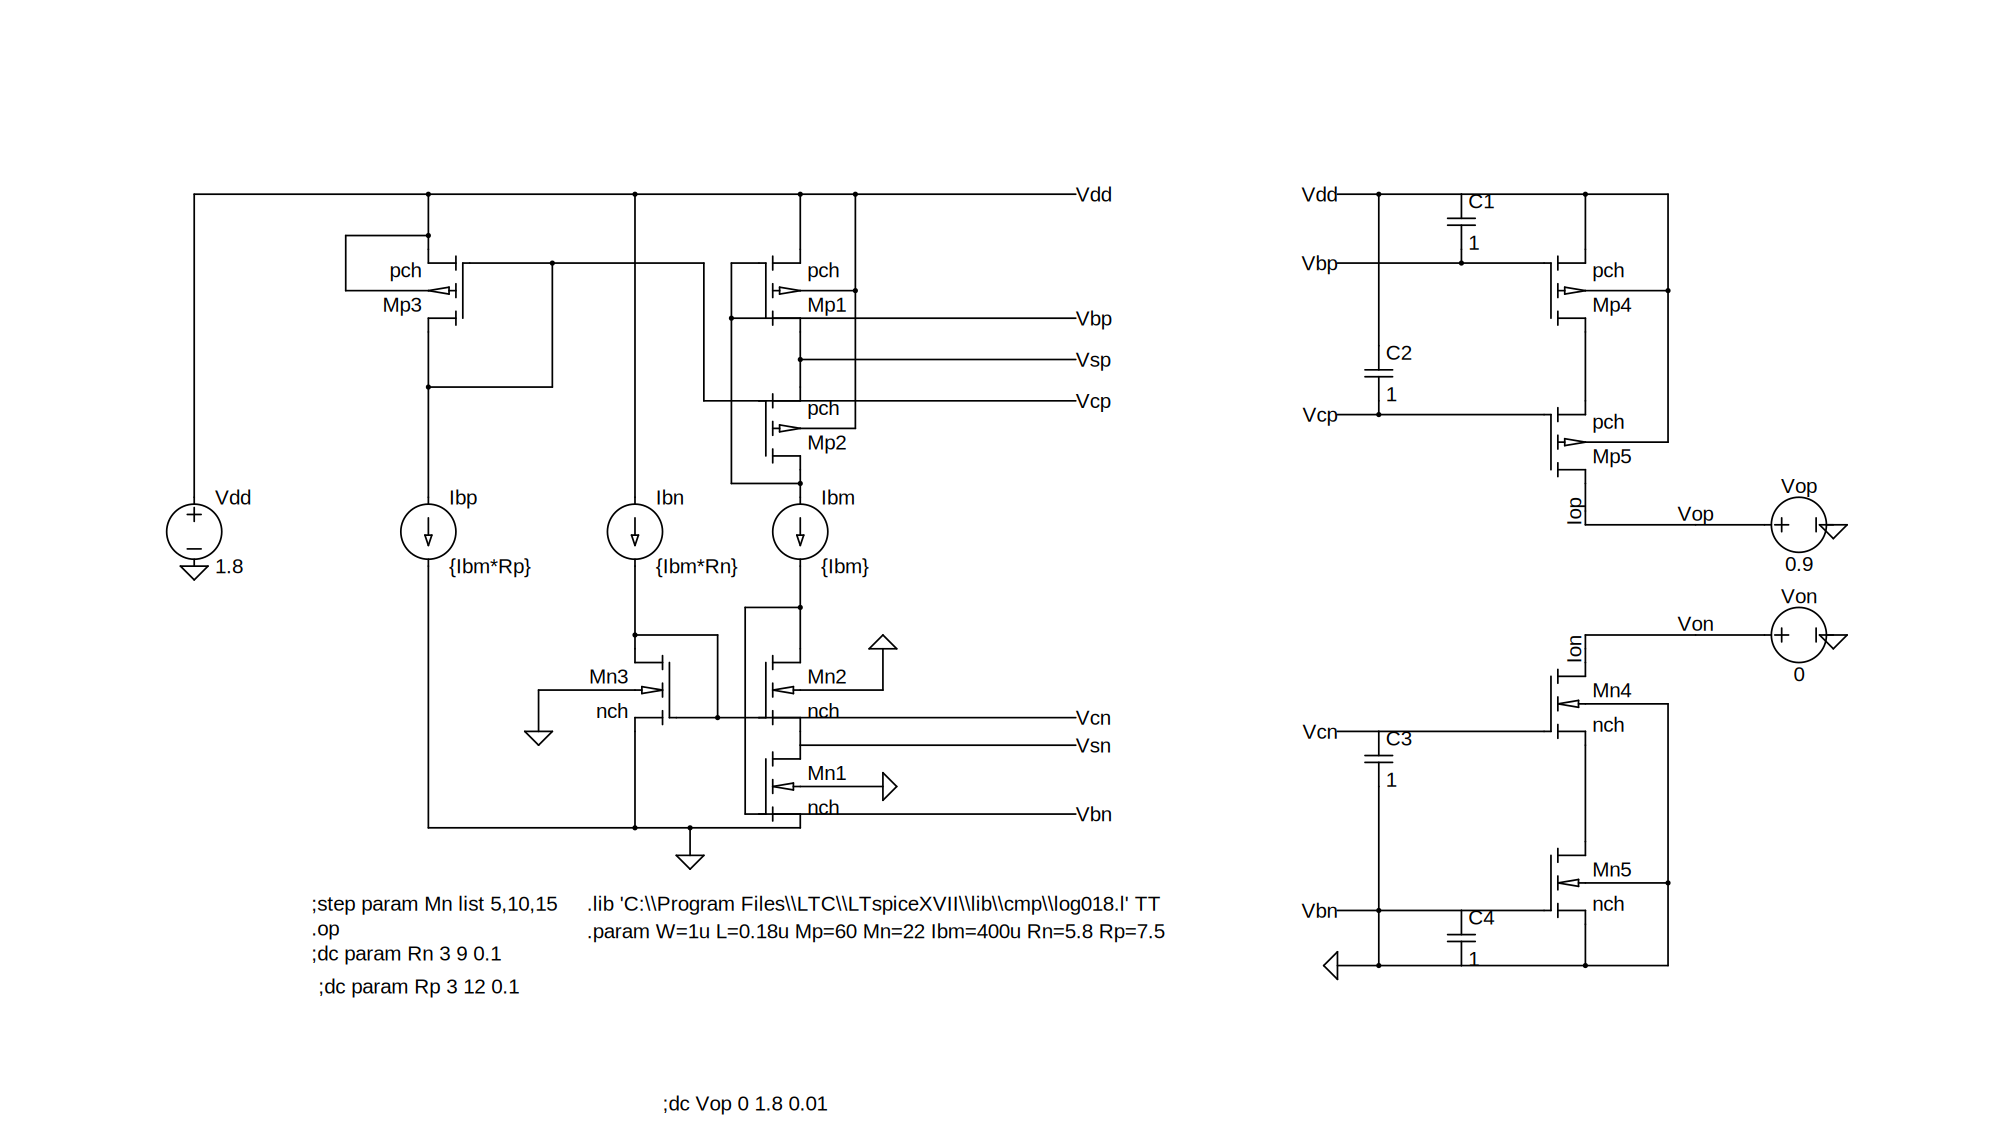 Vdd
Vdd
C1
pch
Mp3
pch
Mp1
Vbp
Vsp
Vcp
pch
Mp2
Vbp
1
pch
Mp4
C2
1
Vcp
pch
Mp5
Vdd
1.8
Ibp
{Ibm*Rp}
Ibn
{Ibm*Rn}
Ibm
{Ibm}
Iop
Vop
Vop
0.9
Von
Von
0
Ion
Mn3
nch
Mn2
nch
Vcn
Vsn
Mn1
nch
Vbn
Mn4
nch
Vcn
C3
1
Mn5
nch
Vbn
C4
1
;step param Mn list 5,10,15
.op
;dc param Rn 3 9 0.1
;dc param Rp 3 12 0.1
.lib 'C:\\Program Files\\LTC\\LTspiceXVII\\lib\\cmp\\log018.l' TT
.param W=1u L=0.18u Mp=60 Mn=22 Ibm=400u Rn=5.8 Rp=7.5
;dc Vop 0 1.8 0.01
Vdd